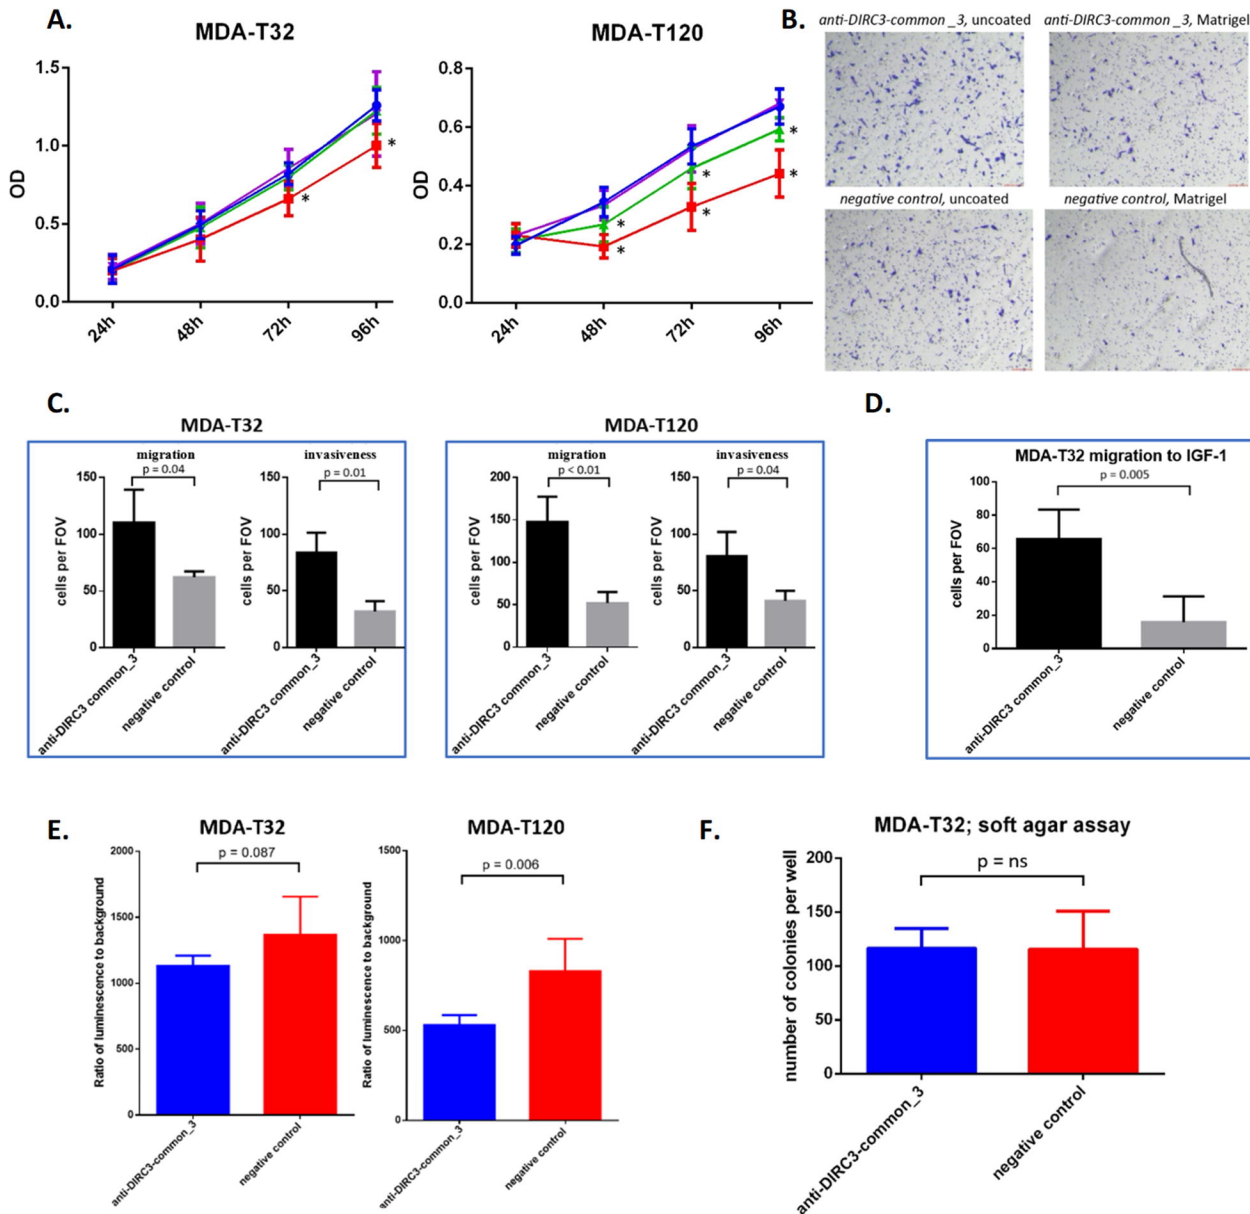 A.
MDA-T32
OD
1.5
1.0
0.5
0.0
*
*
24h
48h
72h
96h
MDA-T120
0.8
0.6
0.4
0.2
0.0
*
*
*
*
*
*
24h
48h
72h
96h
B.
anti-DIRC3-common_3, uncoated
anti-DIRC3-common_3, Matrigel
negative control, uncoated
negative control, Matrigel
C.
MDA-T32
migration
p = 0.04
cells per FOV
150
100
50
0
anti-DIRC3 common_3
negative control
invasiveness
p = 0.01
cells per FOV
150
100
50
0
anti-DIRC3 common_3
negative control
MDA-T120
migration
p < 0.01
cells per FOV
200
150
100
50
0
anti-DIRC3 common_3
negative control
invasiveness
p = 0.04
cells per FOV
150
100
50
0
anti-DIRC3 common_3
negative control
D.
MDA-T32 migration to IGF-1
p = 0.005
cells per FOV
100
80
60
40
20
0
anti-DIRC3 common_3
negative control
E.
MDA-T32
p = 0.087
Ratio of luminescence to background
2000
1500
1000
500
0
anti-DIRC3-common_3
negative control
MDA-T120
p = 0.006
Ratio of luminescence to background
1500
1000
500
0
anti-DIRC3-common_3
negative control
F.
MDA-T32; soft agar assay
p = ns
number of colonies per well
200
150
100
50
0
anti-DIRC3-common_3
negative control